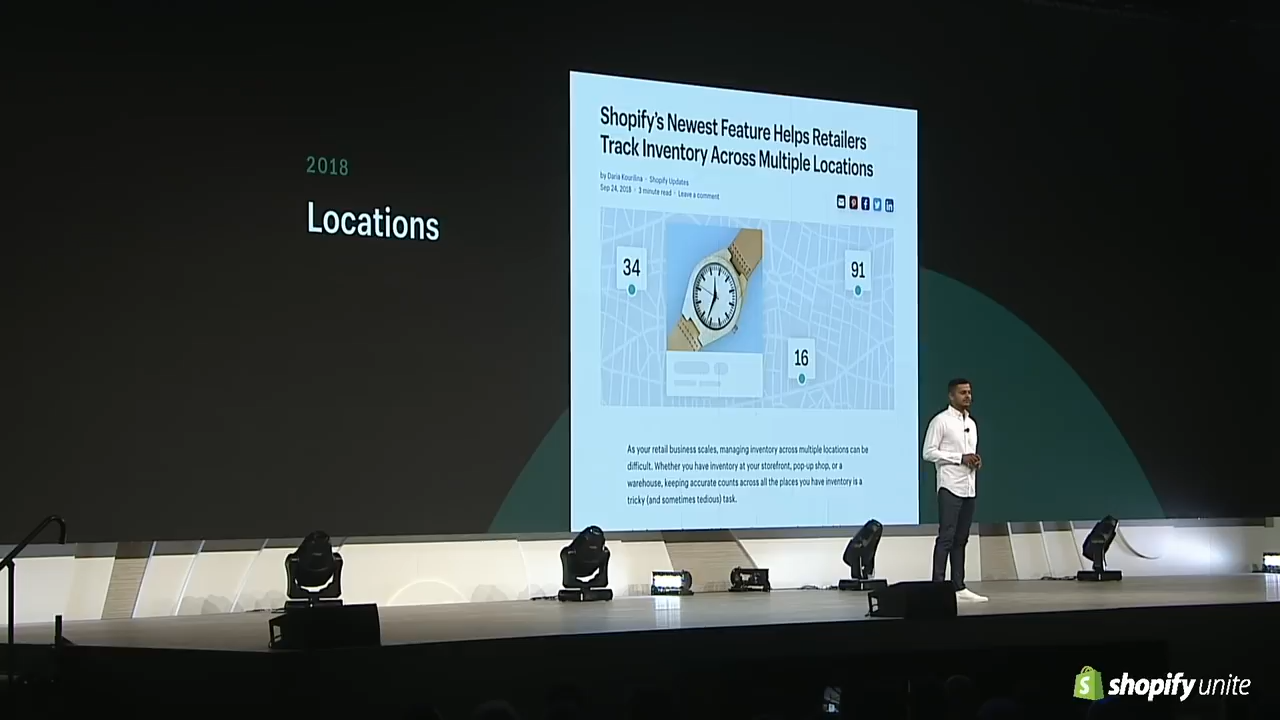 2018
Locations
Shopify's Newest Feature Helps Retailers
Track Inventory Across Multiple Locations
by Daria Kourilina · Shopify Updates
Sep 24, 2018 · 3 minute read · Leave a comment
34
91
16
As your retail business scales, managing inventory across multiple locations can be
difficult. Whether you have inventory at your storefront, pop-up shop, or a
warehouse, keeping accurate counts across all the places you have inventory is a
tricky (and sometimes tedious) task.
shopify unite